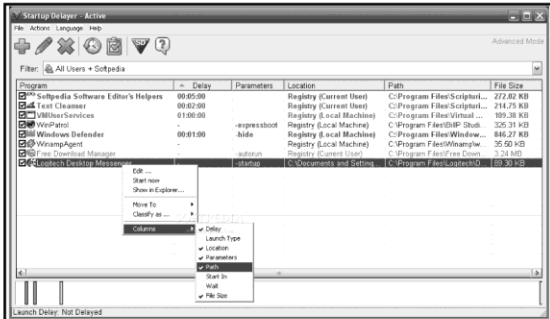 Startup Delayer - Active
File Actions Language Help
Advanced Mode
Filter: All Users + Softpedia
Program Delay Parameters Location Path File Size
Softpedia Software Editor's Helpers 00:05:00 Registry (Current User) C:\Program Files\Scripturi... 272.02 KB
Text Cleanser 00:02:00 - Registry (Current User) C:\Program Files\Scripturi... 214.75 KB
VMUserServices 01:00:00 - Registry (Local Machine) C:\Program Files\Virtual ... 109.38 KB
WinPatrol - -expressboot Registry (Local Machine) C:\Program Files\BillP Studi... 325.31 KB
Windows Defender 00:01:00 -hide Registry (Local Machine) C:\Program Files\Window... 846.27 KB
WinampAgent - Registry (Local Machine) C:\Program Files\Winamp\w... 35.50 KB
Free Download Manager - -autorun Registry (Current User) C:\Program Files\Free Down... 3.24 MB
Logitech Desktop Messenger - -startup C:\Documents and Setting... C:\Program Files\Logitech\D... 89.30 KB
Edit ...
Start now
Show in Explorer...
Move To
Classify as ...
Columns
Delay
Launch Type
Location
Parameters
Path
Start In
Wait
File Size
Launch Delay: Not Delayed